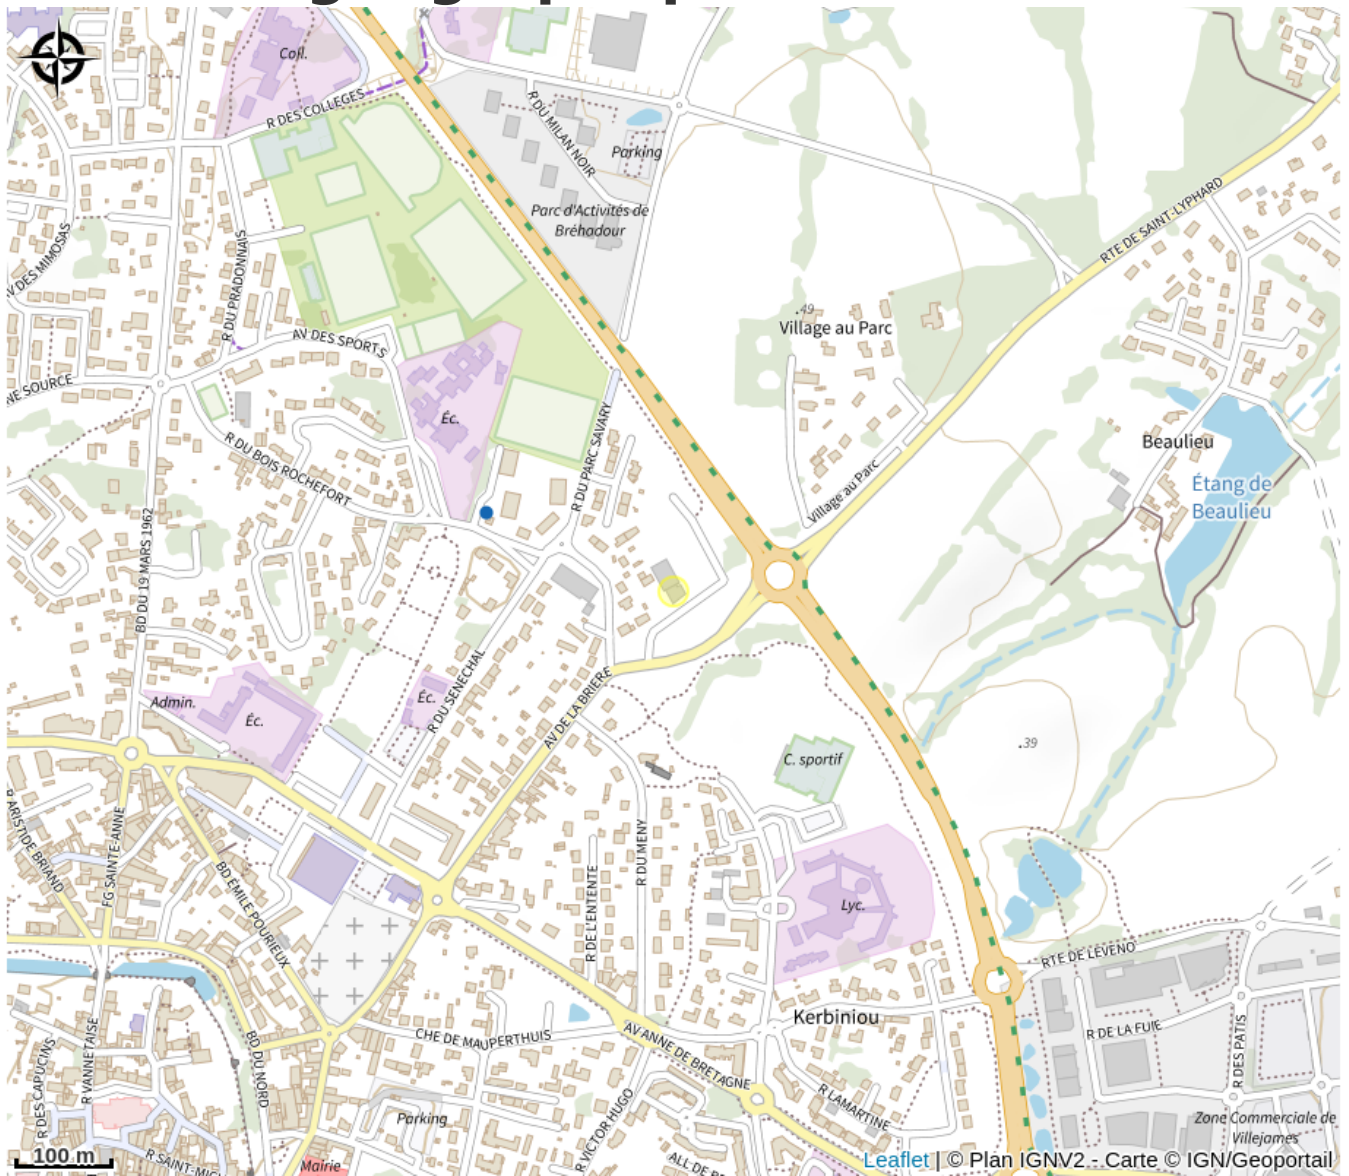 Coll.
R DES COLLEGES
R DU MILAN NOIR
Parking
Parc d'Activités de
Bréhadour
RTE DE SAINT-LYPHARD
V DES MIMOSAS
R DU PRADONNAIS
AV DES SPORTS
.49
Village au Parc
NE SOURCE
Éc.
R DU PARC SAVARY
R DU BOIS ROCHEFORT
Village au Parc
Beaulieu
Étang de
Beaulieu
BD DU 19 MARS 1962
R DU SENECHAL
Admin.
Éc.
Éc.
AV DE LA BRIERE
.39
C. sportif
R ARISTIDE BRIAND
FG SAINTE-ANNE
BD EMILE POURIEUX
R DE L'ENTENTE
R DU MENY
Lyc.
RTE DE LEVENO
Kerbiniou
R DE LA FUIE
R DES PATIS
CHE DE MAUPERTHUIS
AV ANNE DE BRETAGNE
R DES CAPUCINS
R VANNETAISE
BD DU NORD
R LAMARTINE
R VICTOR HUGO
Parking
Zone Commerciale de
Villejames
100 m
R SAINT-MICH
Mairie
ALL DE
Leaflet | © Plan IGNV2 - Carte © IGN/Geoportail